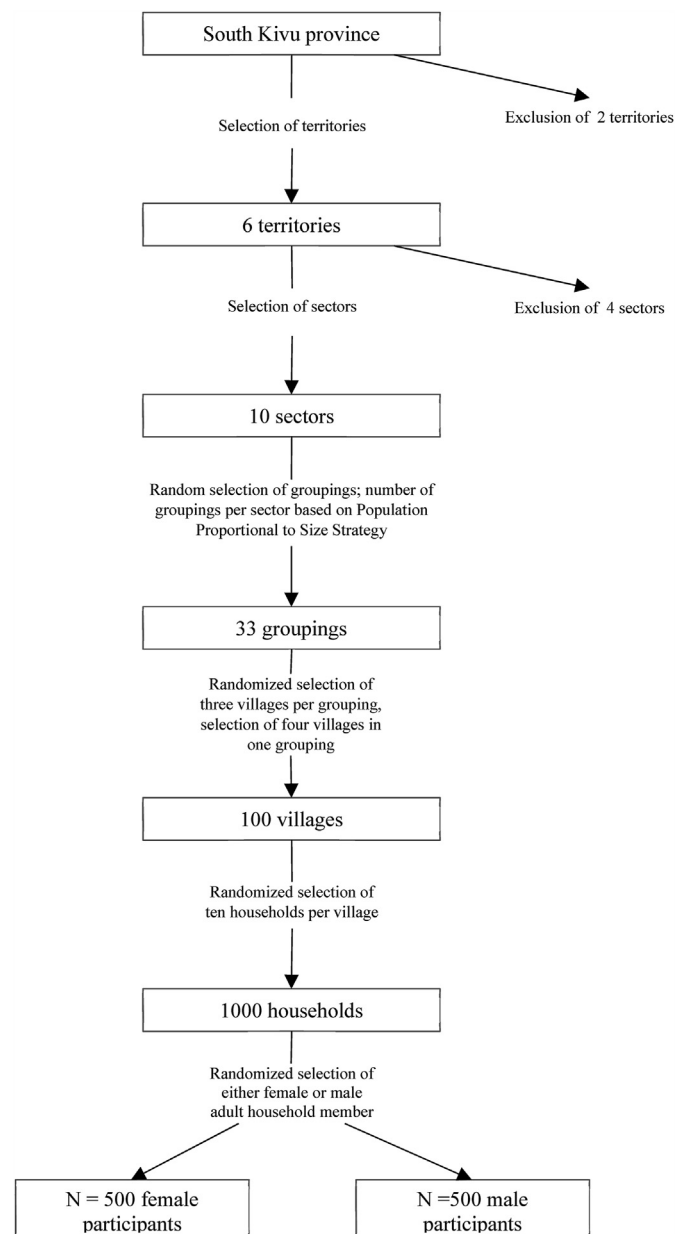 South Kivu province
Exclusion of 2 territories
Selection of territories
6 territories
Selection of sectors
Exclusion of 4 sectors
10 sectors
Random selection of groupings; number of
groupings per sector based on Population
Proportional to Size Strategy
33 groupings
Randomized selection of
three villages per grouping,
selection of four villages in
one grouping
100 villages
Randomized selection of
ten households per village
1000 households
Randomized selection of
either female or male
adult household member
N = 500 female
participants
N =500 male
participants